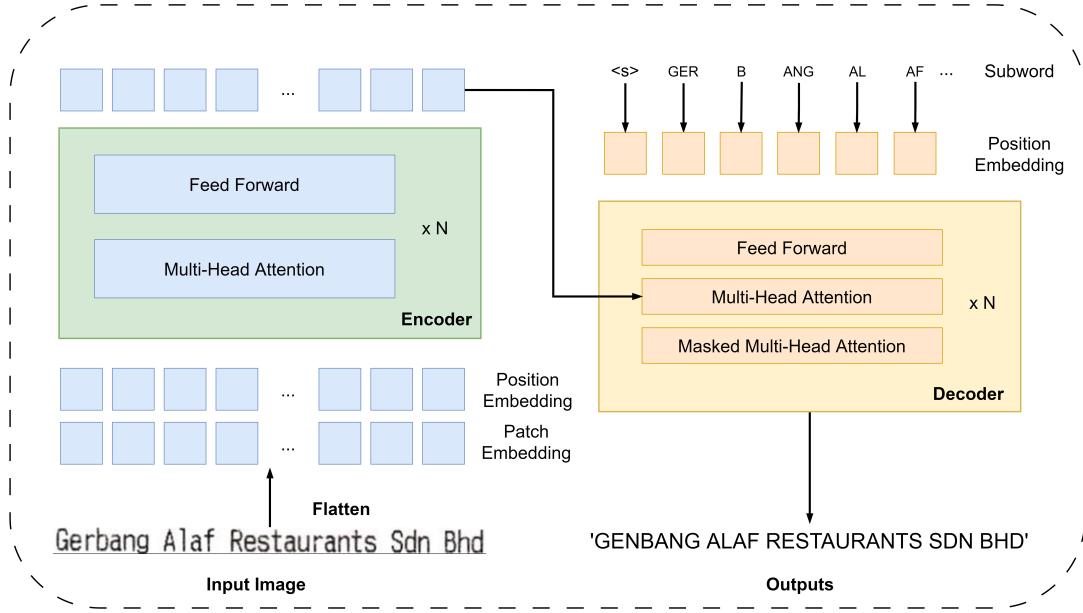 ...
Feed Forward
x N
Multi-Head Attention
Encoder
...
Position
Embedding
...
Patch
Embedding
Flatten
Gerbang Alaf Restaurants Sdn Bhd
Input Image
<s> GER B ANG AL AF ... Subword
Position
Embedding
Feed Forward
Multi-Head Attention
x N
Masked Multi-Head Attention
Decoder
'GENBANG ALAF RESTAURANTS SDN BHD'
Outputs